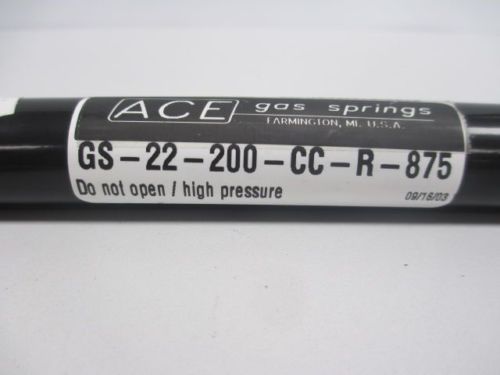 ACE gas springs
FARMINGTON, MI. U.S.A.
GS-22-200-CC-R-875
Do not open / high pressure
09/16/03